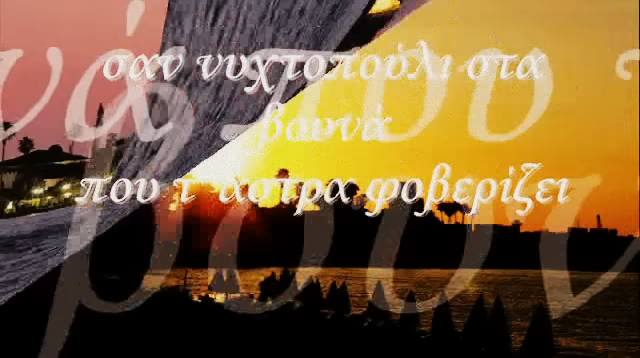 σαν νυχτοπούλι στα
βουνά
που τ' άστρα φοβερίζει